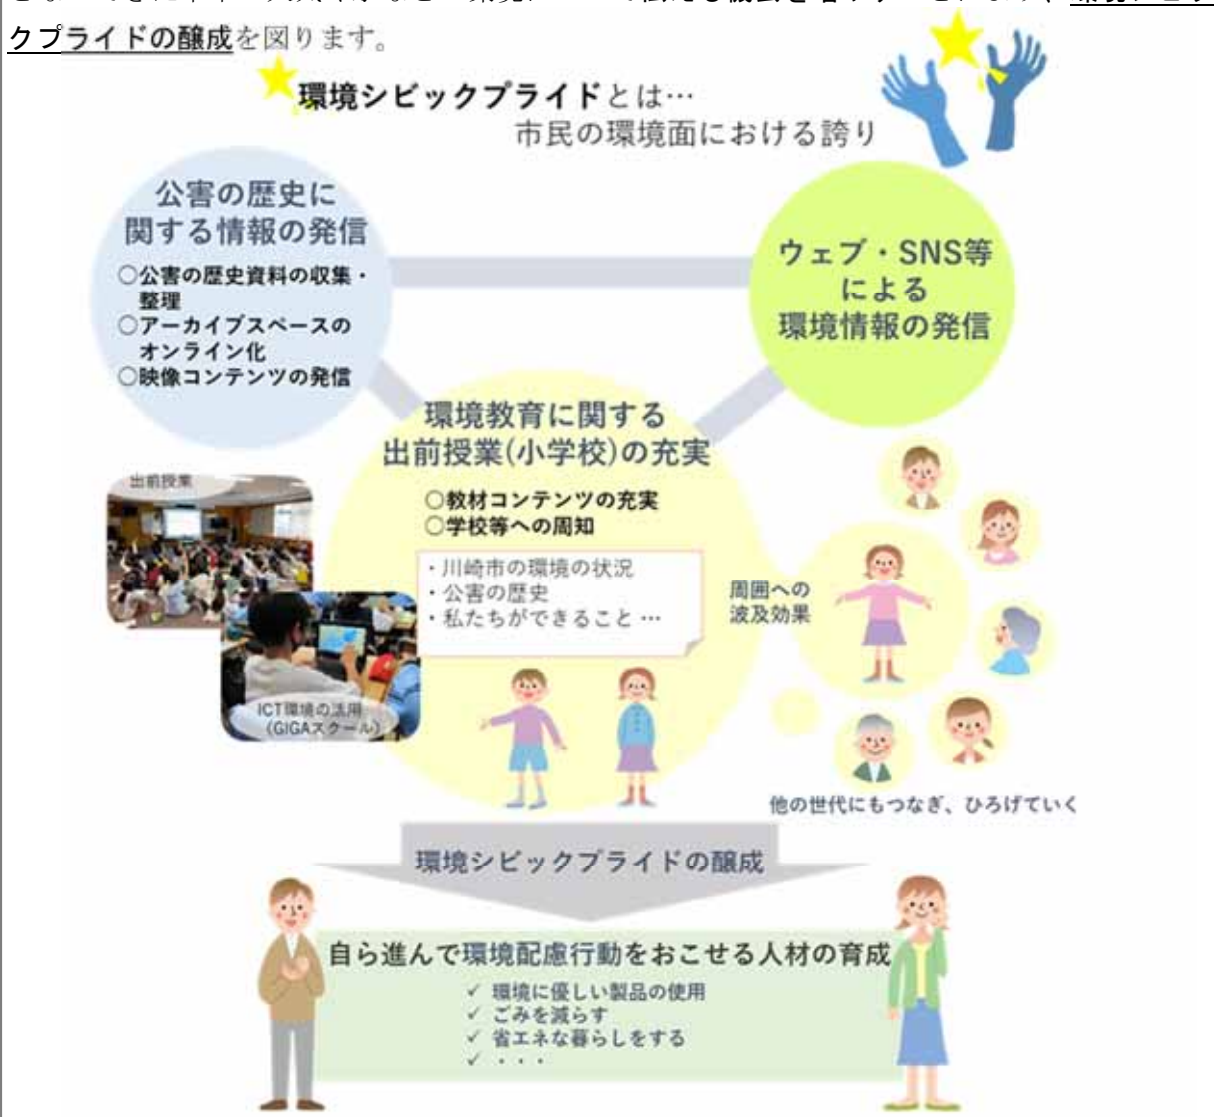 クプライドの醸成を図ります。
環境シビックプライドとは…
市民の環境面における誇り
公害の歴史に
関する情報の発信
○公害の歴史資料の収集・
整理
○アーカイブスペースの
オンライン化
○映像コンテンツの発信
ウェブ・SNS等
による
環境情報の発信
環境教育に関する
出前授業(小学校)の充実
○教材コンテンツの充実
○学校等への周知
・川崎市の環境の状況
・公害の歴史
・私たちができること…
出前授業
ICT環境の活用
(GIGAスクール)
周囲への
波及効果
他の世代にもつなぎ、ひろげていく
環境シビックプライドの醸成
自ら進んで環境配慮行動をおこせる人材の育成
✓ 環境に優しい製品の使用
✓ ごみを減らす
✓ 省エネな暮らしをする
✓ ・・・